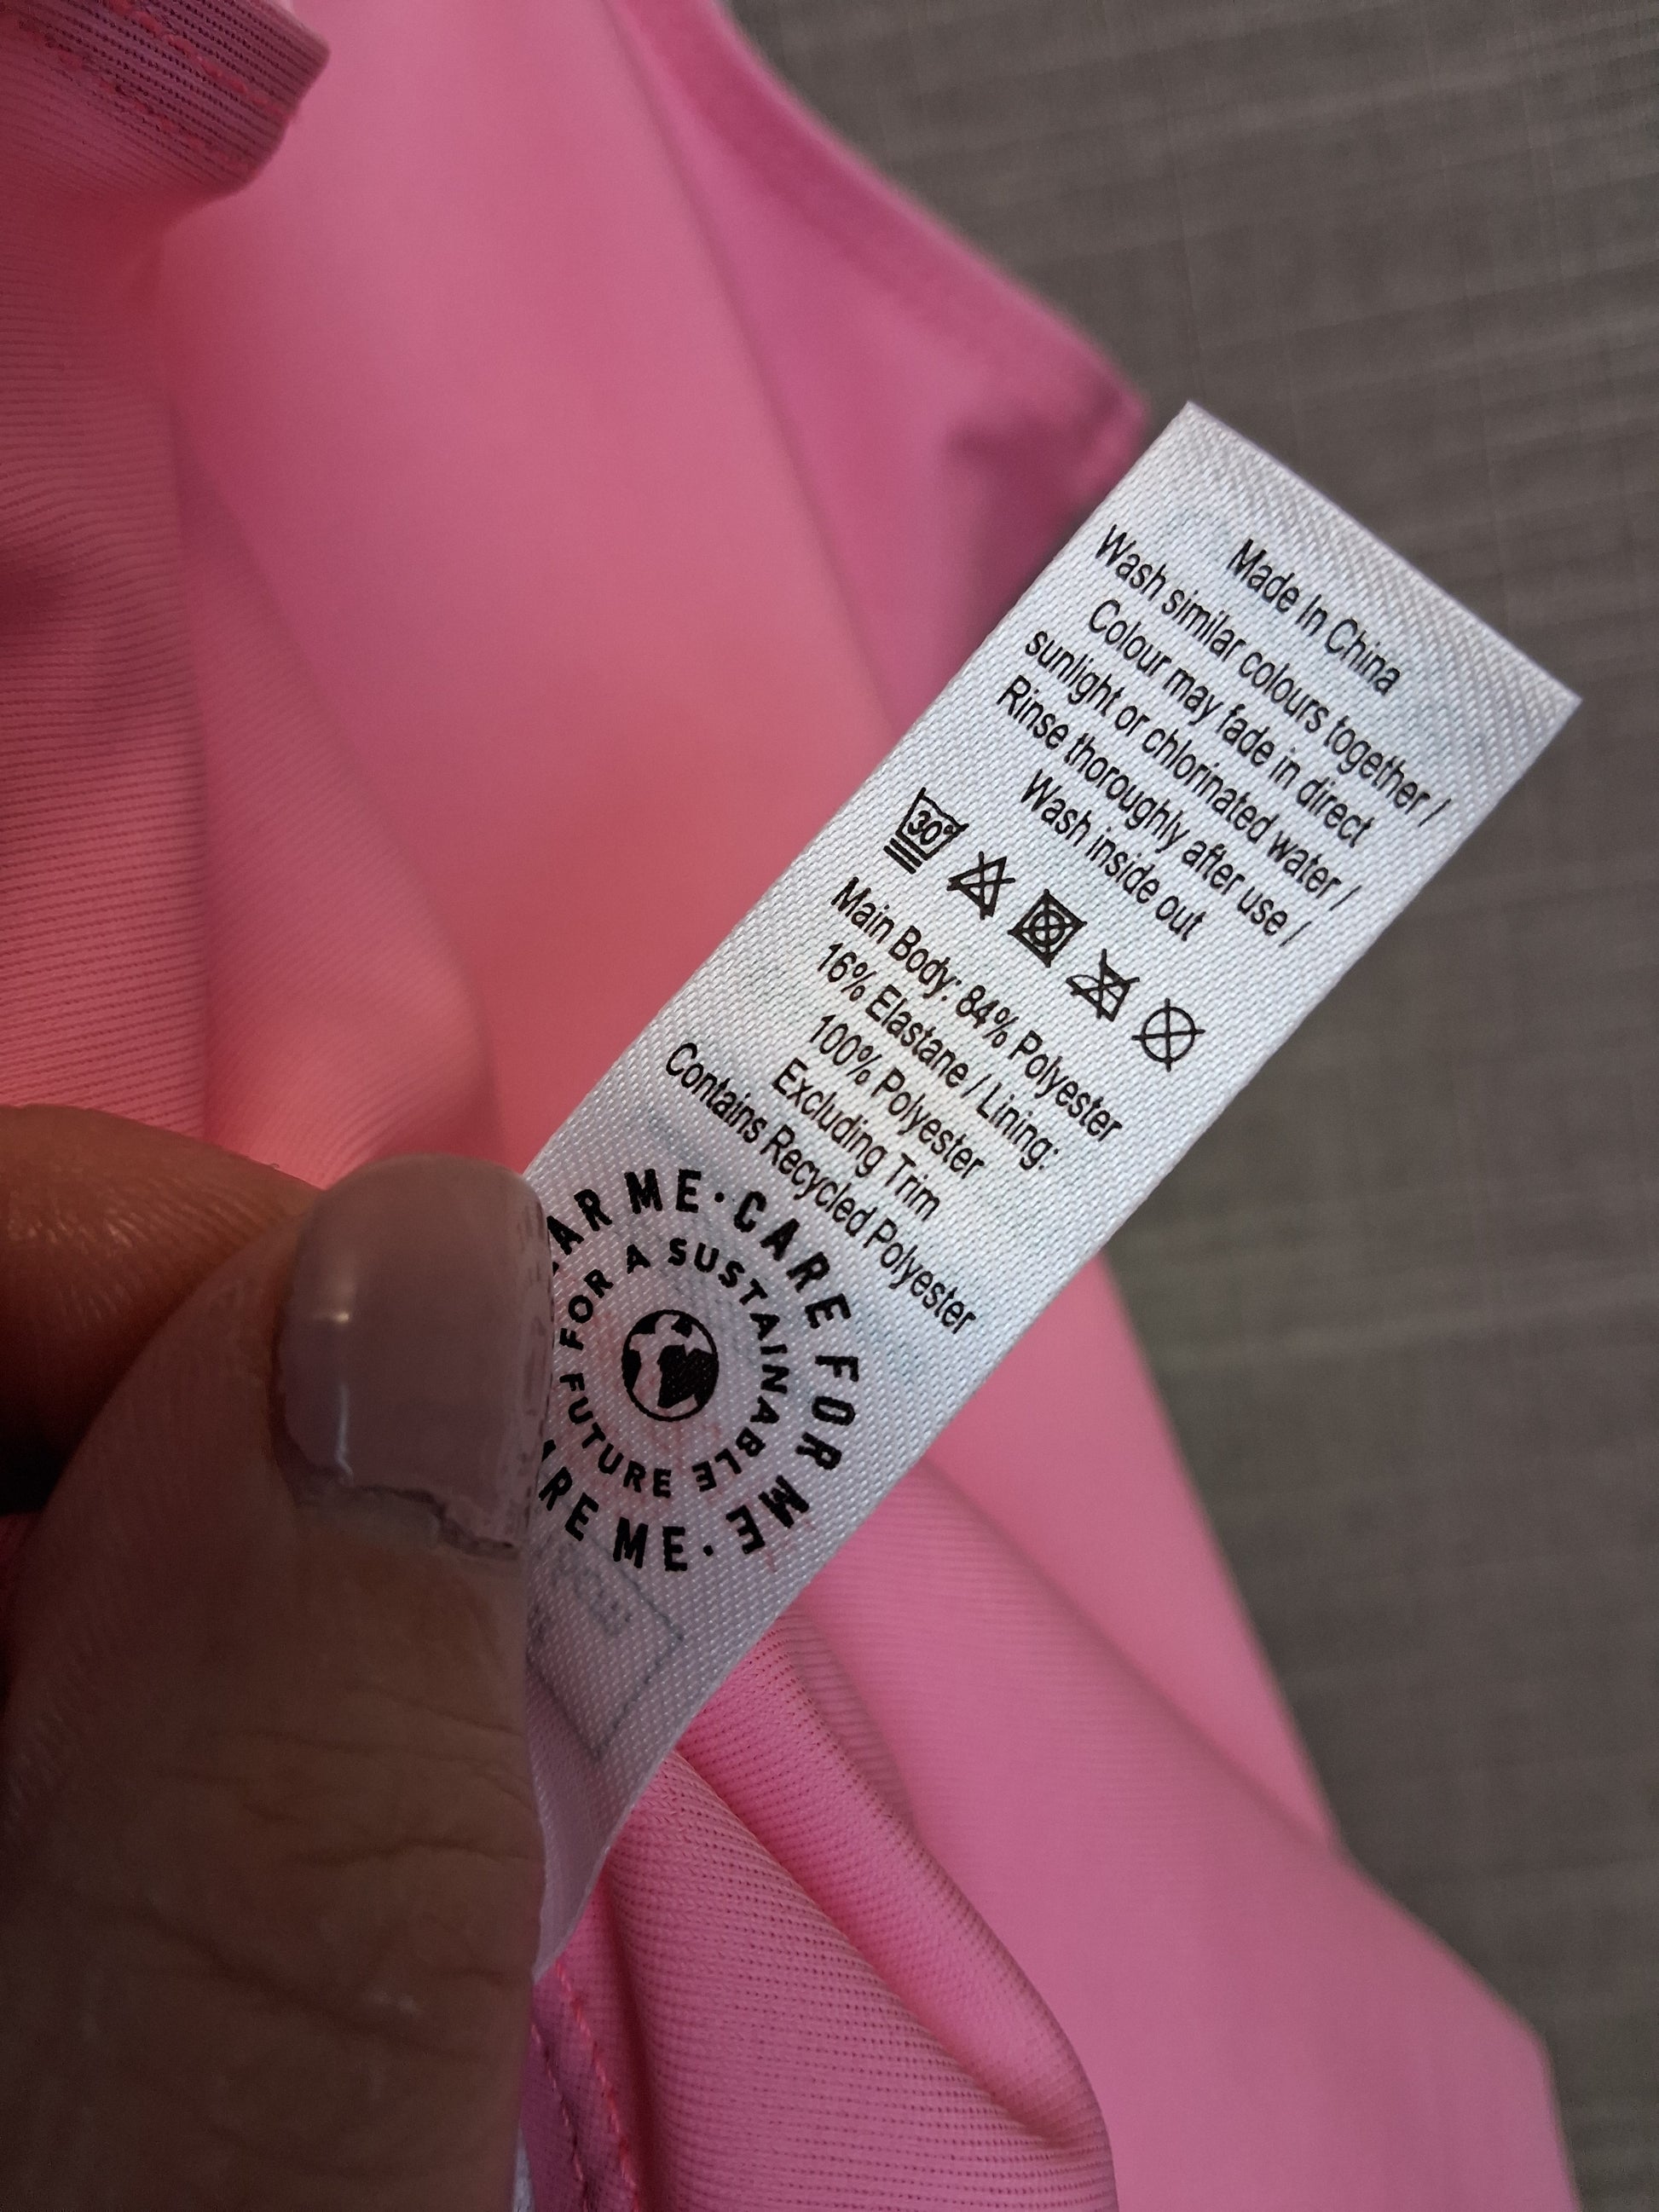 Made In China
Wash similar colours together /
Colour may fade in direct
sunlight or chlorinated water /
Rinse thoroughly after use /
Wash inside out
30°
Main Body: 84% Polyester
16% Elastane / Lining:
100% Polyester
Excluding Trim
Contains Recycled Polyester
ME · CARE FOR ME · ME
FOR A SUSTAINABLE FUTURE